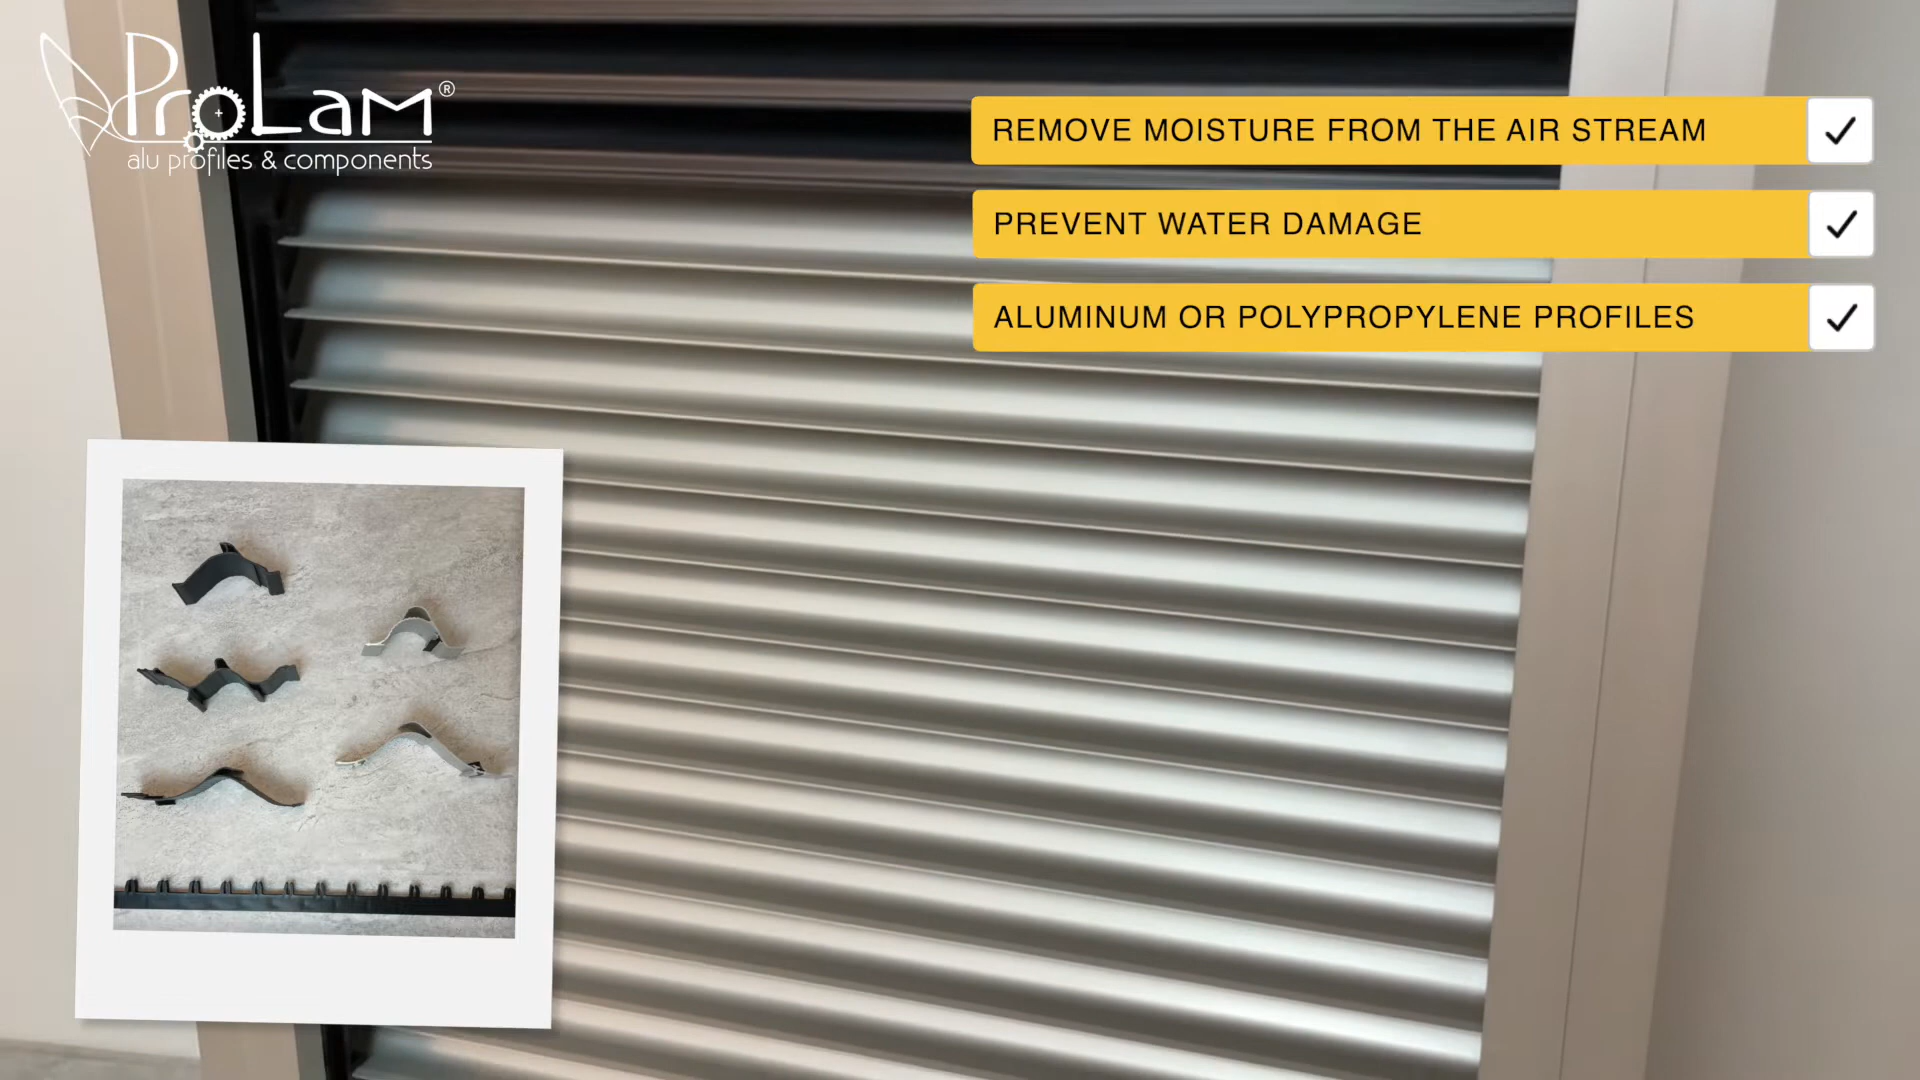 ProLam®
alu profiles & components
REMOVE MOISTURE FROM THE AIR STREAM
PREVENT WATER DAMAGE
ALUMINUM OR POLYPROPYLENE PROFILES